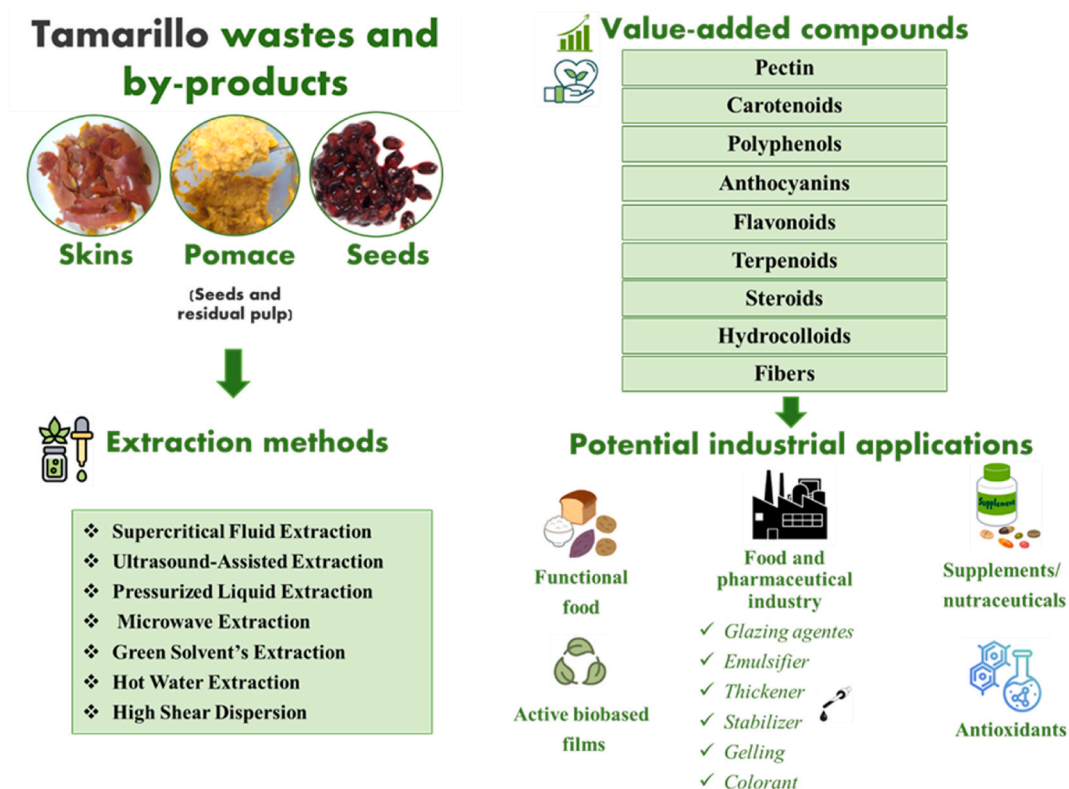 Tamarillo wastes and
by-products
Skins
Pomace
Seeds
(Seeds and
residual pulp)
Extraction methods
❖ Supercritical Fluid Extraction
❖ Ultrasound-Assisted Extraction
❖ Pressurized Liquid Extraction
❖ Microwave Extraction
❖ Green Solvent's Extraction
❖ Hot Water Extraction
❖ High Shear Dispersion
Value-added compounds
Pectin
Carotenoids
Polyphenols
Anthocyanins
Flavonoids
Terpenoids
Steroids
Hydrocolloids
Fibers
Potential industrial applications
Functional
food
Active biobased
films
Food and
pharmaceutical
industry
✓ Glazing agentes
✓ Emulsifier
✓ Thickener
✓ Stabilizer
✓ Gelling
✓ Colorant
Supplement
Supplements/
nutraceuticals
Antioxidants